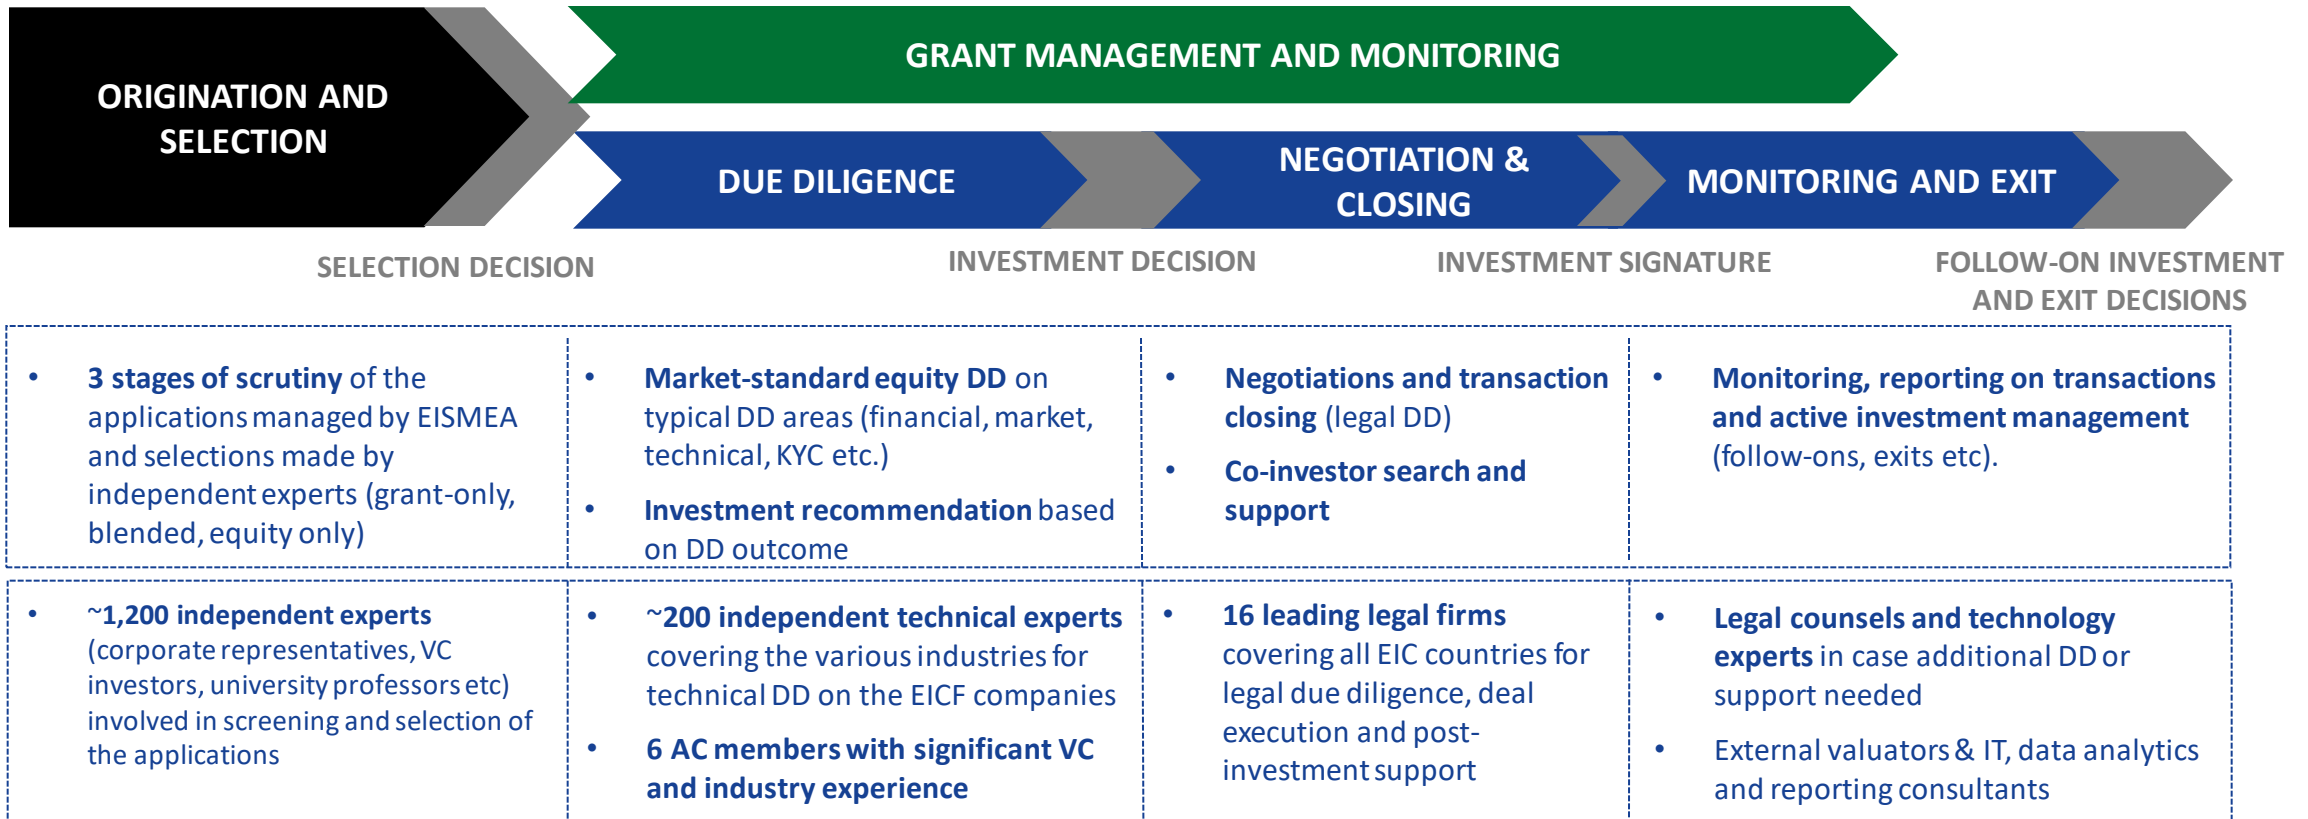 ORIGINATION AND
SELECTION
GRANT MANAGEMENT AND MONITORING
DUE DILIGENCE
NEGOTIATION &
CLOSING
MONITORING AND EXIT
SELECTION DECISION
INVESTMENT DECISION
INVESTMENT SIGNATURE
FOLLOW-ON INVESTMENT
AND EXIT DECISIONS
• 3 stages of scrutiny of the
applications managed by EISMEA
and selections made by
independent experts (grant-only,
blended, equity only)
• Market-standard equity DD on
typical DD areas (financial, market,
technical, KYC etc.)
• Investment recommendation based
on DD outcome
• Negotiations and transaction
closing (legal DD)
• Co-investor search and
support
• Monitoring, reporting on transactions
and active investment management
(follow-ons, exits etc).
• ~1,200 independent experts
(corporate representatives, VC
investors, university professors etc)
involved in screening and selection of
the applications
• ~200 independent technical experts
covering the various industries for
technical DD on the EICF companies
• 6 AC members with significant VC
and industry experience
• 16 leading legal firms
covering all EIC countries for
legal due diligence, deal
execution and post-
investment support
• Legal counsels and technology
experts in case additional DD or
support needed
• External valuators & IT, data analytics
and reporting consultants